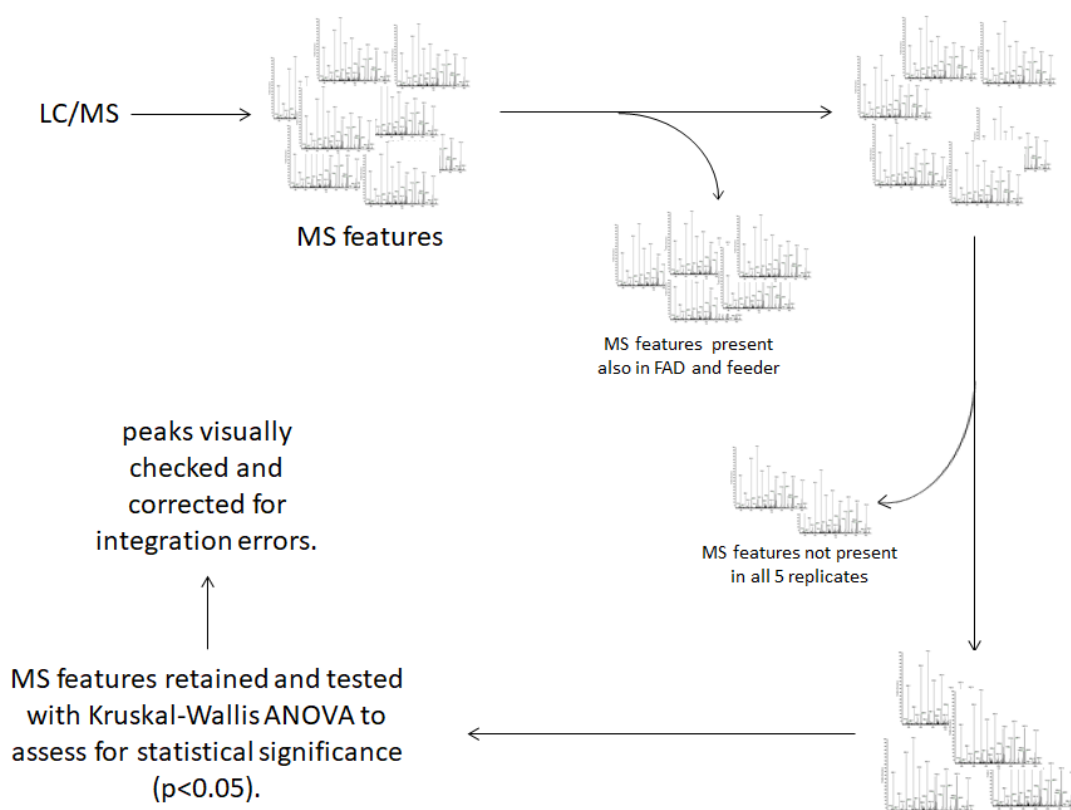 LC/MS
MS features
MS features present
also in FAD and feeder
MS features not present
in all 5 replicates
MS features retained and tested
with Kruskal-Wallis ANOVA to
assess for statistical significance
(p<0.05).
peaks visually
checked and
corrected for
integration errors.